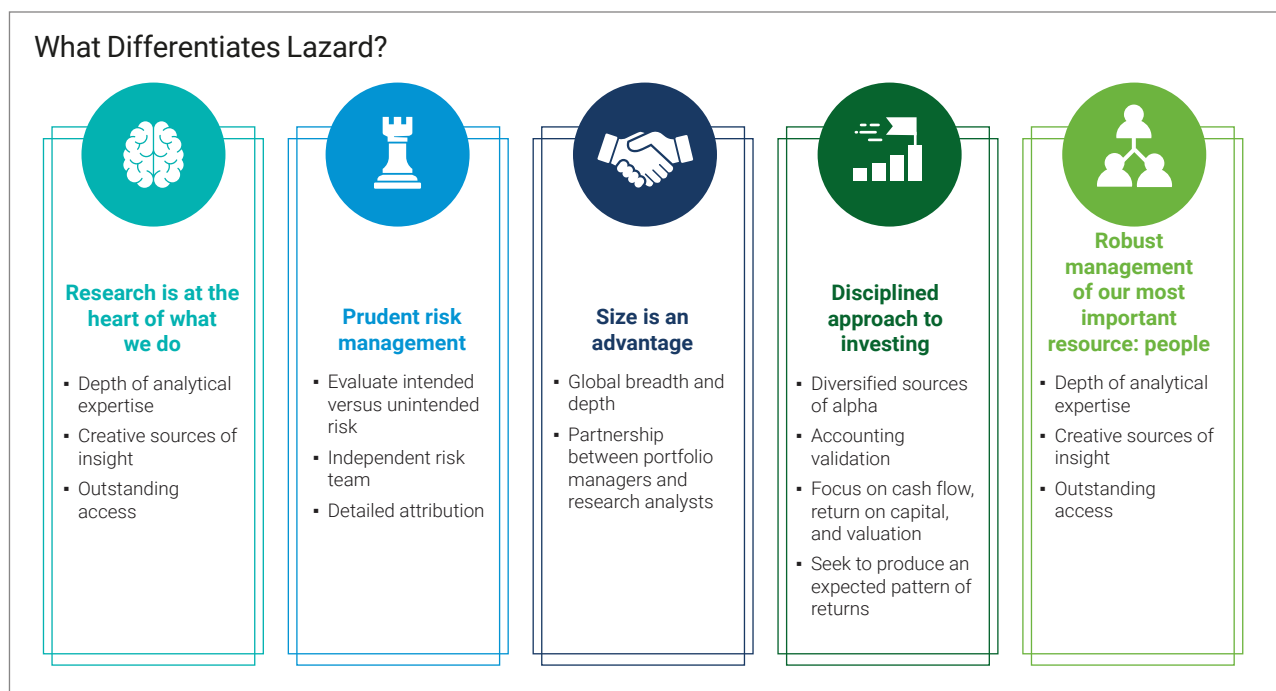 What Differentiates Lazard?
Research is at the
heart of what
we do
▪ Depth of analytical
expertise
▪ Creative sources of
insight
▪ Outstanding
access
Prudent risk
management
▪ Evaluate intended
versus unintended
risk
▪ Independent risk
team
▪ Detailed attribution
Size is an
advantage
▪ Global breadth and
depth
▪ Partnership
between portfolio
managers and
research analysts
Disciplined
approach to
investing
▪ Diversified sources
of alpha
▪ Accounting
validation
▪ Focus on cash flow,
return on capital,
and valuation
▪ Seek to produce an
expected pattern of
returns
Robust
management
of our most
important
resource: people
▪ Depth of analytical
expertise
▪ Creative sources of
insight
▪ Outstanding
access